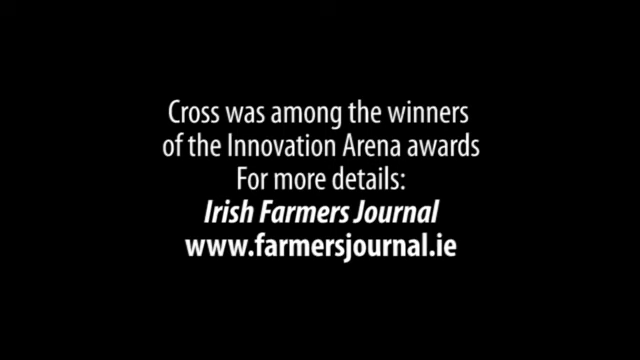 Cross was among the winners
of the Innovation Arena awards
For more details:
Irish Farmers Journal
www.farmersjournal.ie